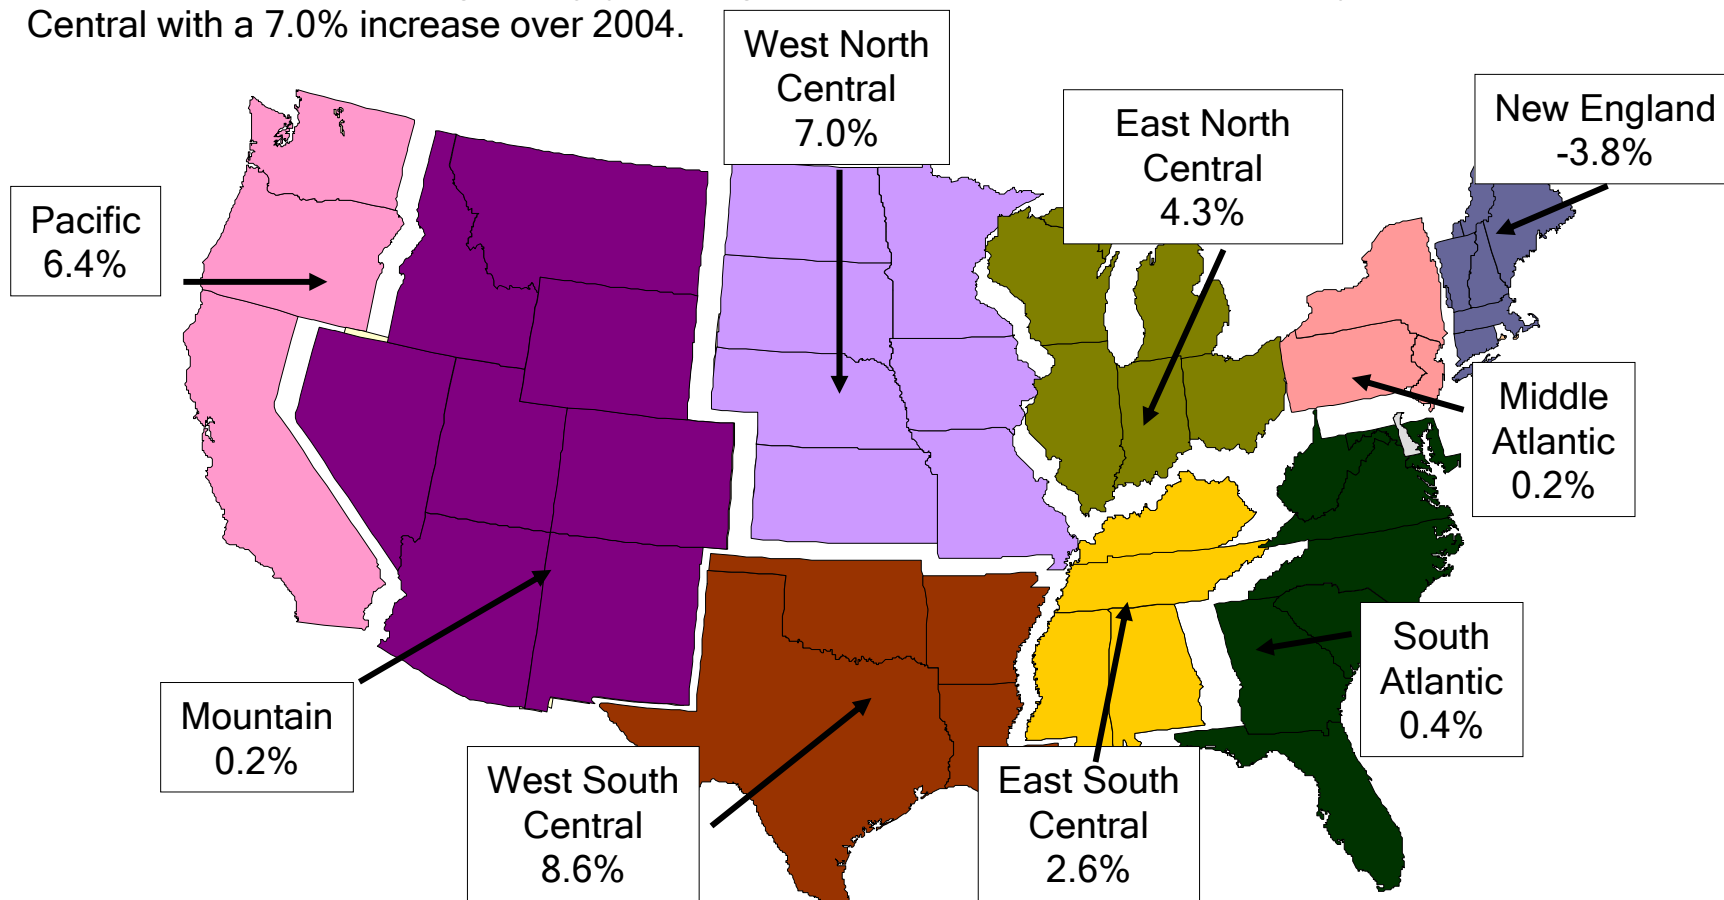 Central with a 7.0% increase over 2004.
West North
Central
7.0%
East North
Central
4.3%
New England
-3.8%
Pacific
6.4%
Middle
Atlantic
0.2%
South
Atlantic
0.4%
Mountain
0.2%
West South
Central
8.6%
East South
Central
2.6%